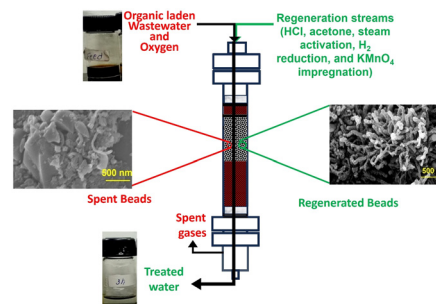 Organic laden
Wastewater
and
Oxygen
Regeneration streams
(HCl, acetone, steam
activation, H2
reduction, and KMnO4
impregnation)
500 nm
Spent Beads
500
Regenerated Beads
Spent
gases
Treated
water